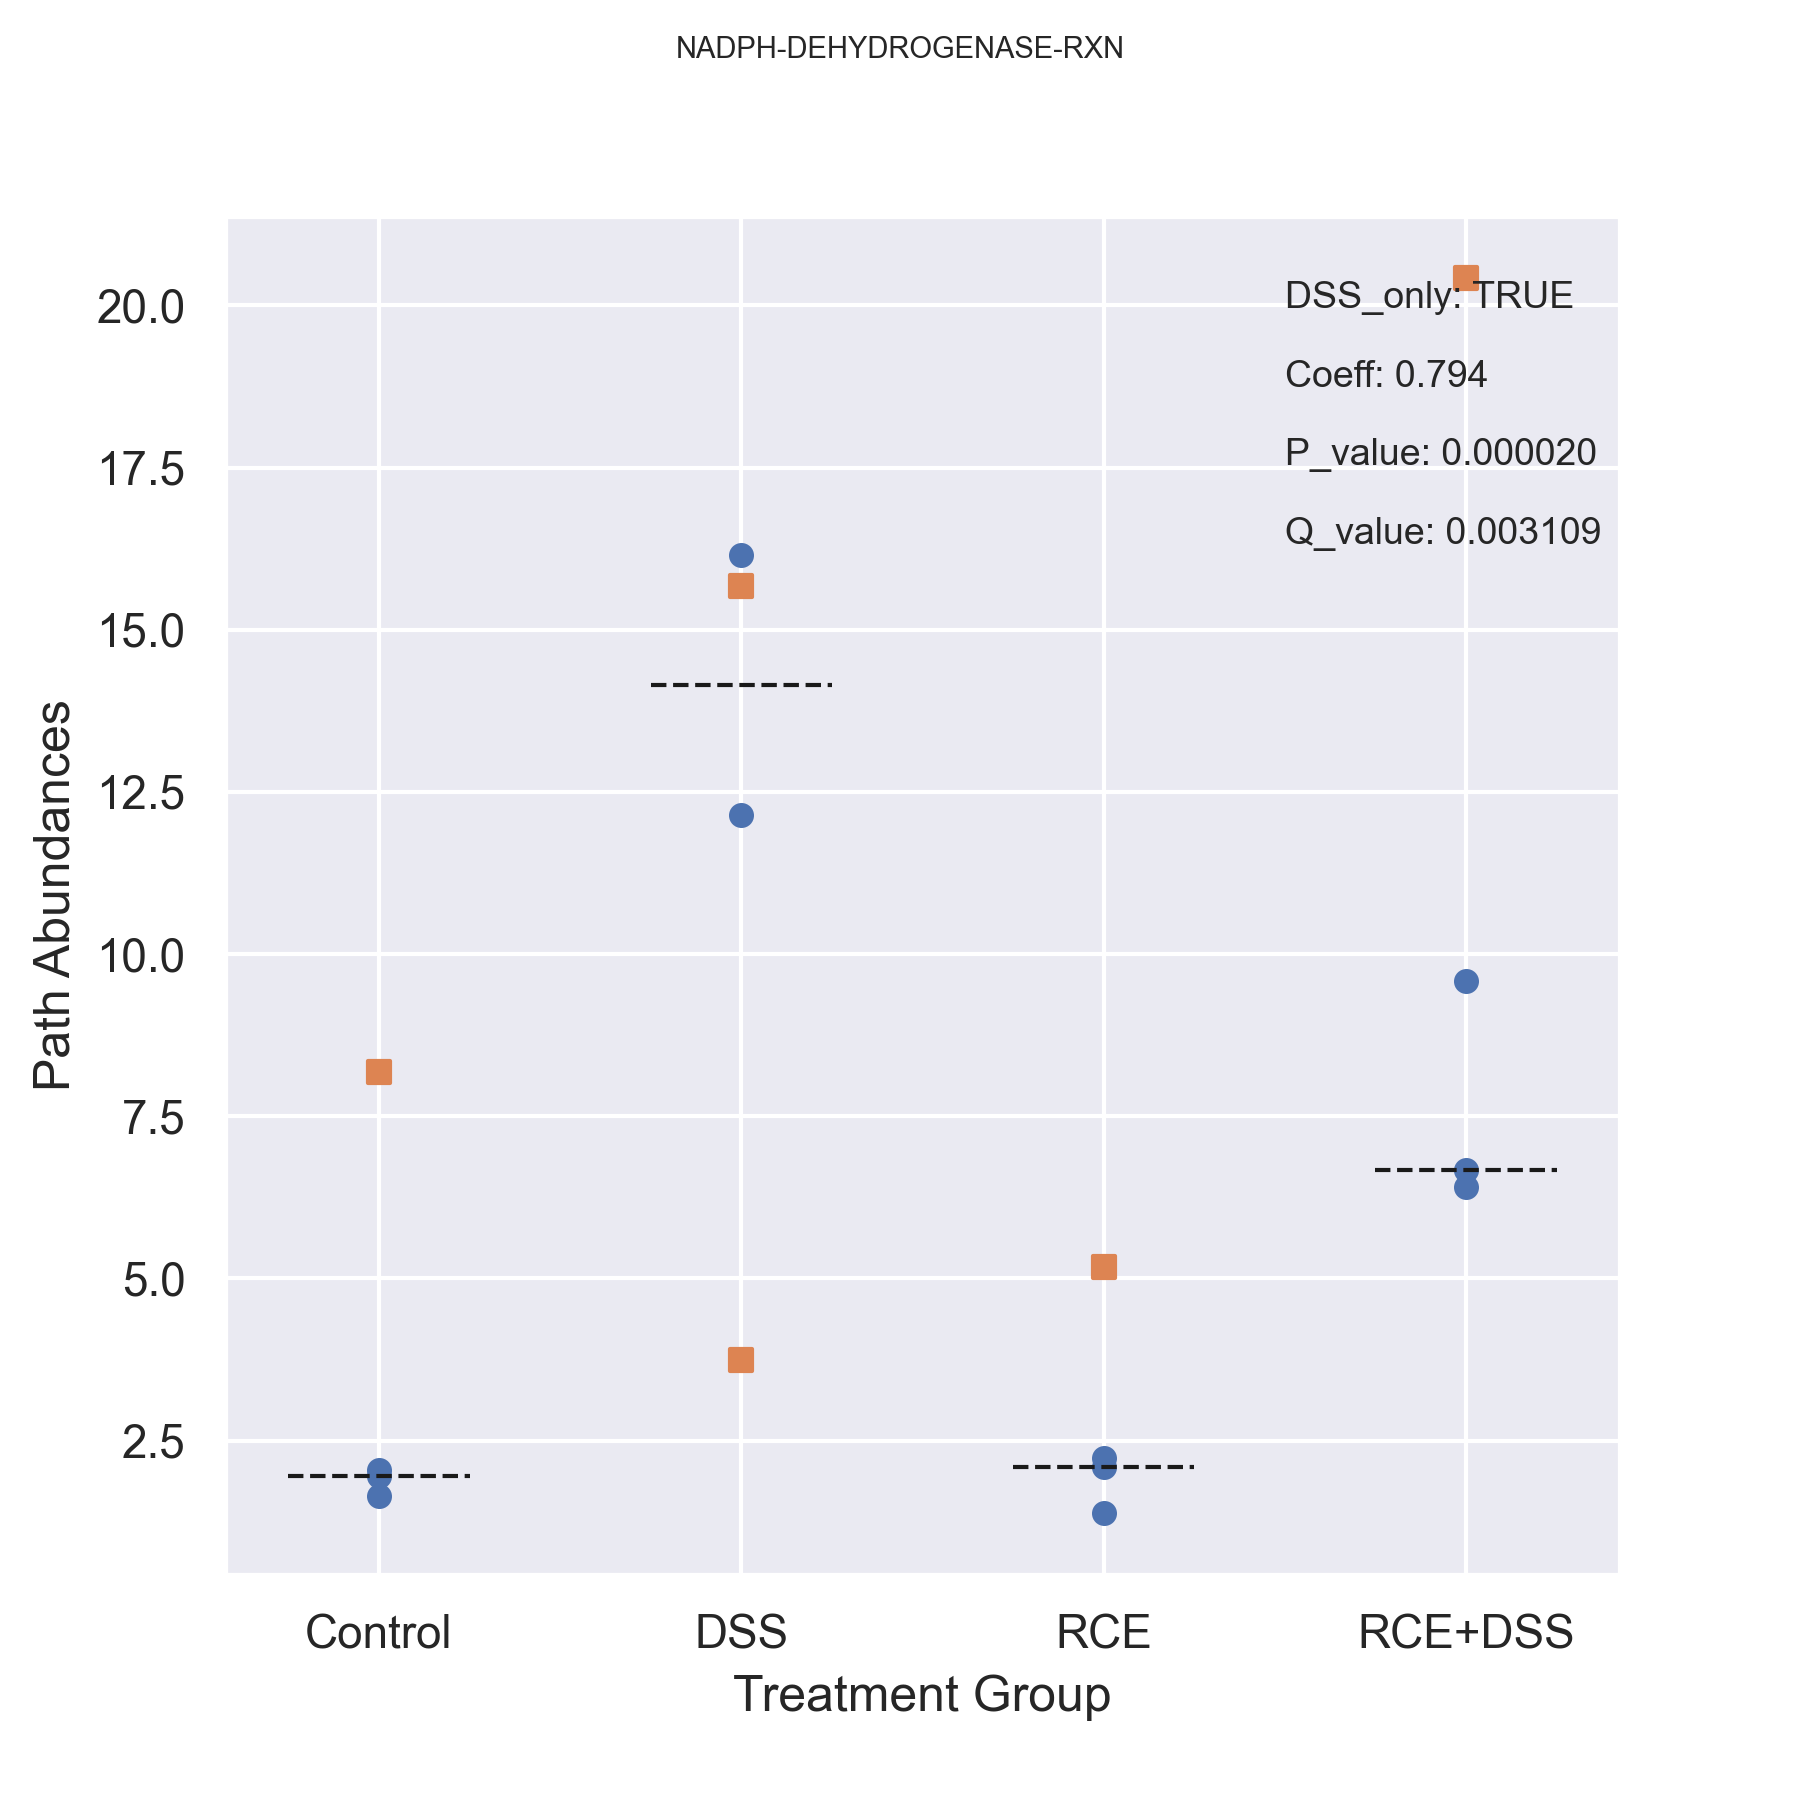 NADPH-DEHYDROGENASE-RXN
20.0
17.5
15.0
12.5
10.0
7.5
5.0
2.5
Path Abundances
DSS_only: TRUE
Coeff: 0.794
P_value: 0.000020
Q_value: 0.003109
Control DSS RCE RCE+DSS
Treatment Group